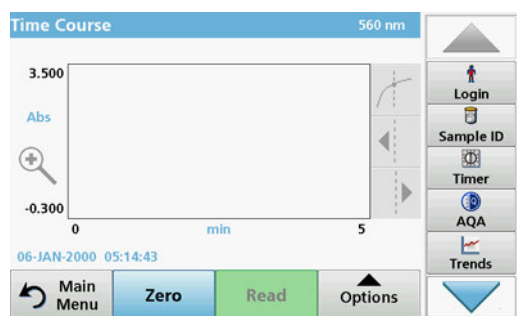 Time Course 560 nm
3.500
Abs
-0.300
0 min 5
06-JAN-2000 05:14:43
Main Menu
Zero
Read
Options
Login
Sample ID
Timer
AQA
Trends